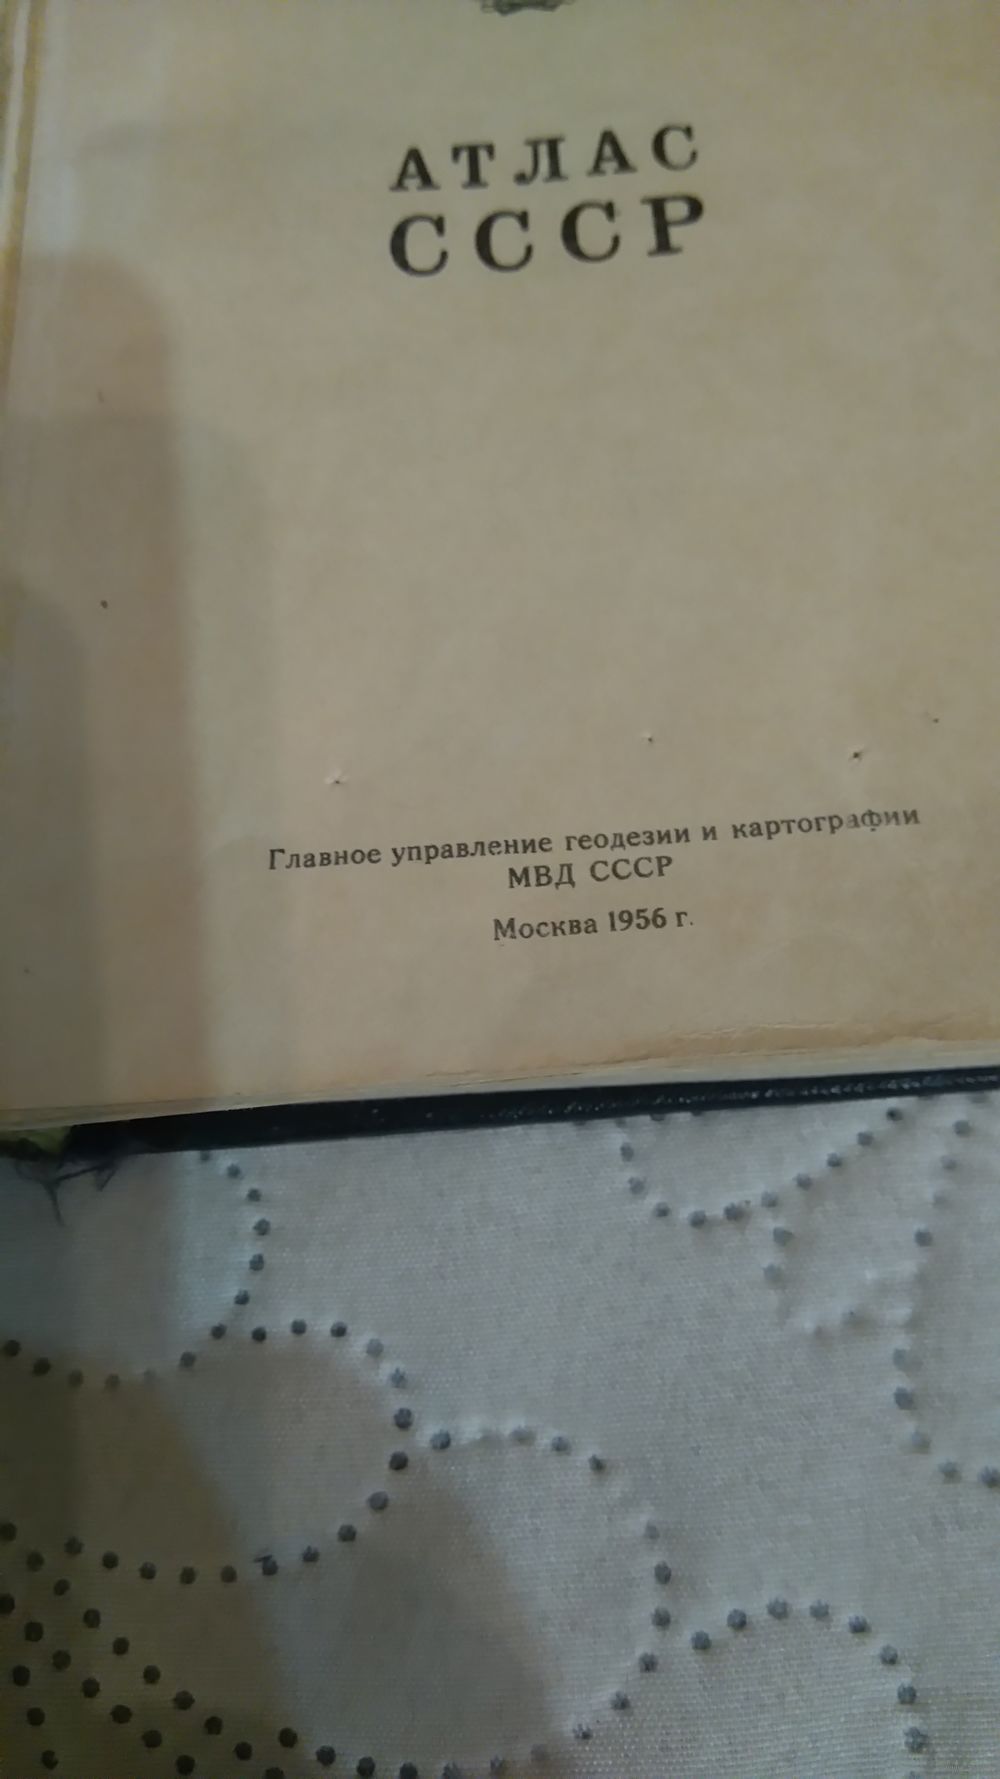 АТЛАС
СССР
Главное управление геодезии и картографии
МВД СССР
Москва 1956 г.